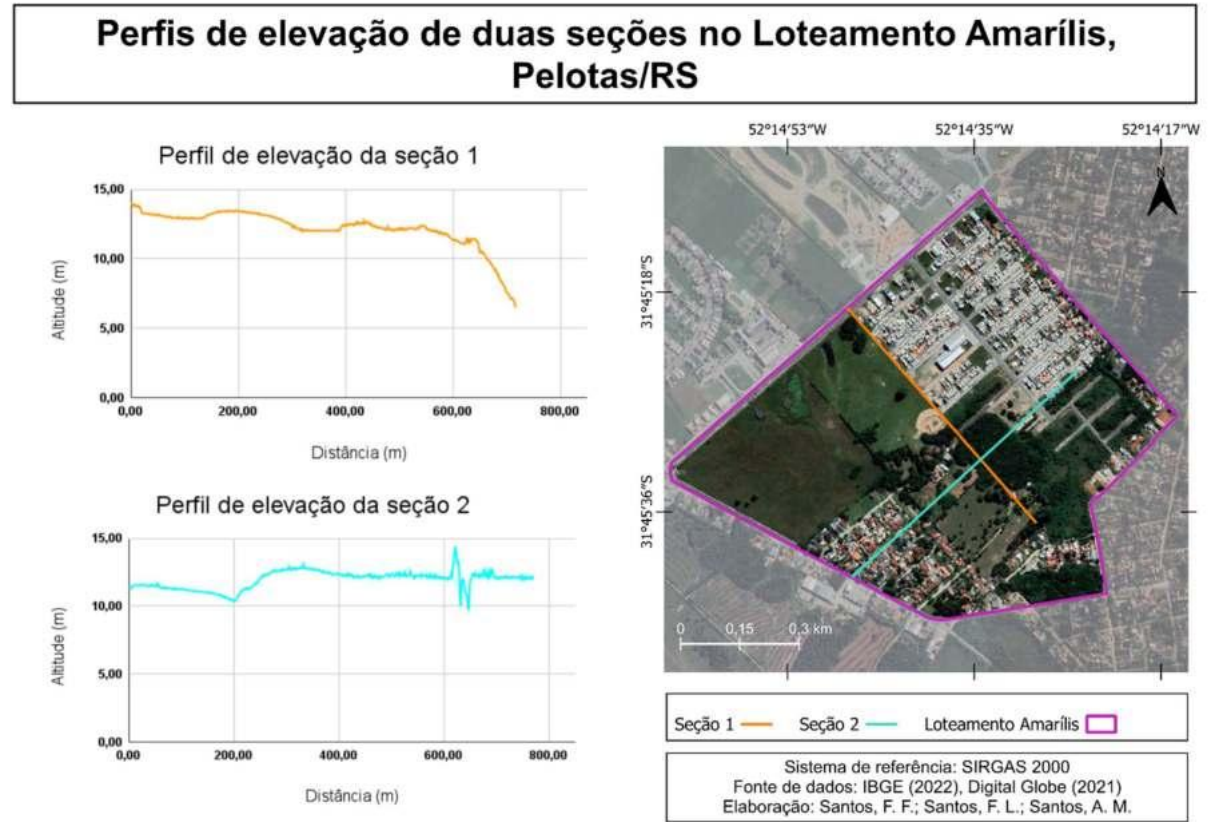 Perfis de elevação de duas seções no Loteamento Amarílis,
Pelotas/RS
Perfil de elevação da seção 1
15,00
10,00
5,00
0,00
Altitude (m)
0,00 200,00 400,00 600,00 800,00
Distância (m)
Perfil de elevação da seção 2
15,00
10,00
5,00
0,00
Altitude (m)
0,00 200,00 400,00 600,00 800,00
Distância (m)
52°14′53″W 52°14′35″W 52°14′17″W
N
31°45′18″S
31°45′36″S
0 0,15 0,3 km
Seção 1 Seção 2 Loteamento Amarílis
Sistema de referência: SIRGAS 2000
Fonte de dados: IBGE (2022), Digital Globe (2021)
Elaboração: Santos, F. F.; Santos, F. L.; Santos, A. M.